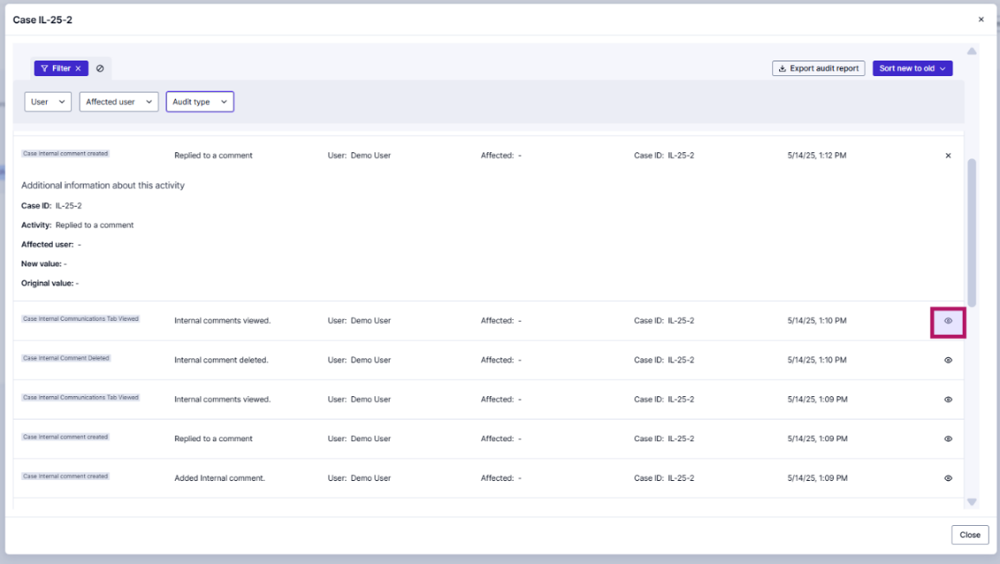 Case IL-25-2
Filter
Export audit report
Sort new to old
User
Affected user
Audit type
Case Internal comment created Replied to a comment User: Demo User Affected: - Case ID: IL-25-2 5/14/25, 1:12 PM
Additional information about this activity
Case ID: IL-25-2
Activity: Replied to a comment
Affected user: -
New value: -
Original value: -
Case Internal Communications Tab Viewed Internal comments viewed. User: Demo User Affected: - Case ID: IL-25-2 5/14/25, 1:10 PM
Case Internal Comment Deleted Internal comment deleted. User: Demo User Affected: - Case ID: IL-25-2 5/14/25, 1:10 PM
Case Internal Communications Tab Viewed Internal comments viewed. User: Demo User Affected: - Case ID: IL-25-2 5/14/25, 1:09 PM
Case Internal comment created Replied to a comment User: Demo User Affected: - Case ID: IL-25-2 5/14/25, 1:09 PM
Case Internal comment created Added Internal comment. User: Demo User Affected: - Case ID: IL-25-2 5/14/25, 1:09 PM
Close